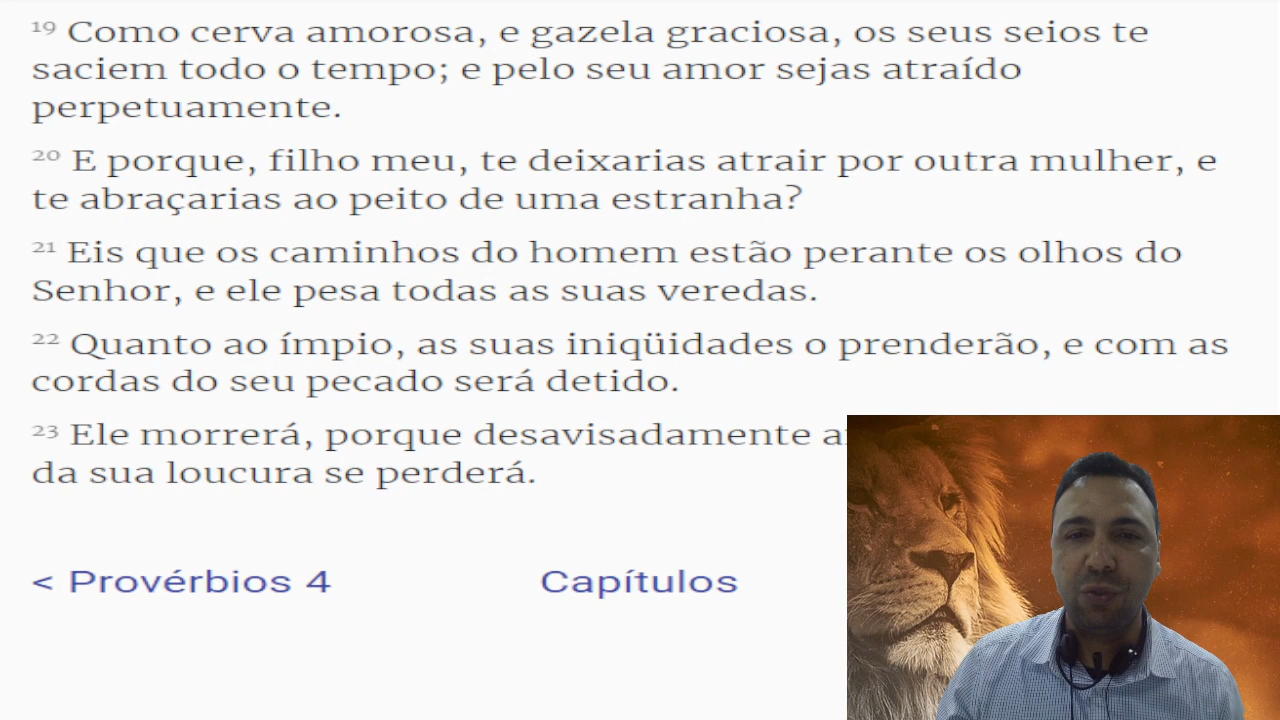 19 Como cerva amorosa, e gazela graciosa, os seus seios te
saciem todo o tempo; e pelo seu amor sejas atraído
perpetuamente.
20 E porque, filho meu, te deixarias atrair por outra mulher, e
te abraçarias ao peito de uma estranha?
21 Eis que os caminhos do homem estão perante os olhos do
Senhor, e ele pesa todas as suas veredas.
22 Quanto ao ímpio, as suas iniqüidades o prenderão, e com as
cordas do seu pecado será detido.
23 Ele morrerá, porque desavisadamente
da sua loucura se perderá.
< Provérbios 4 Capítulos